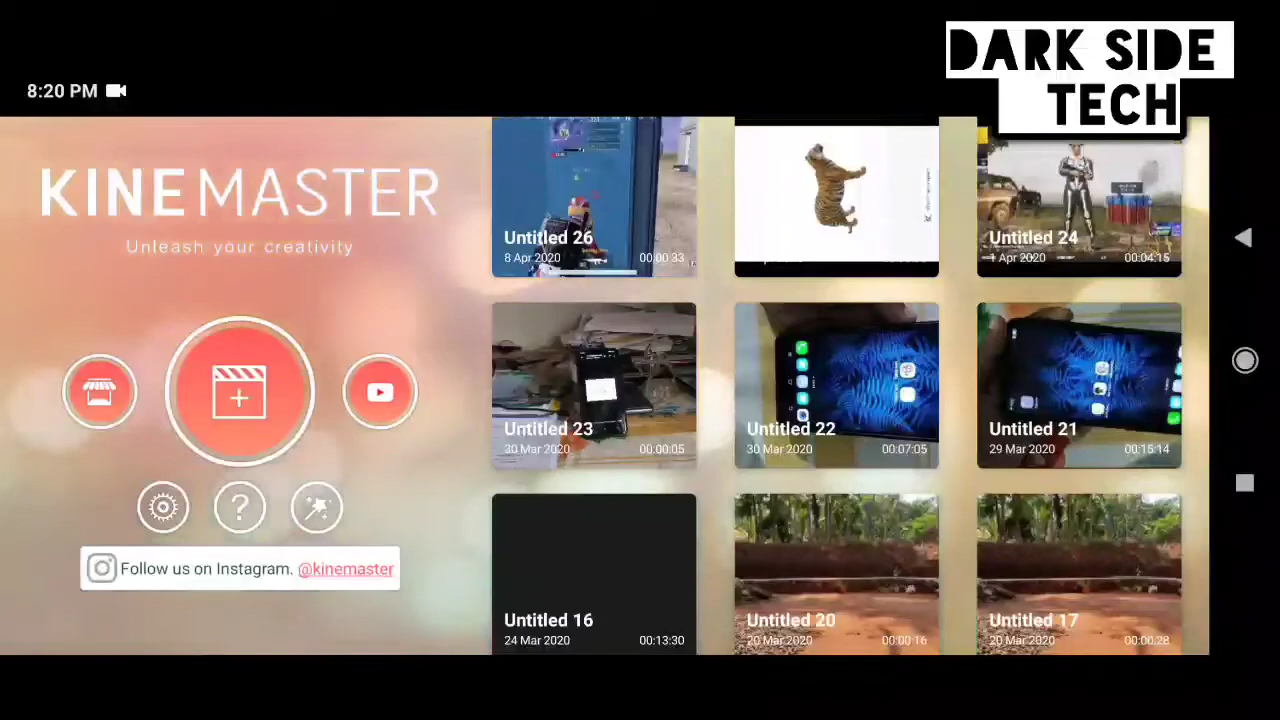 DARK SIDE
TECH
8:20 PM
KINEMASTER
Unleash your creativity
Follow us on Instagram. @kinemaster
Untitled 26
8 Apr 2020 00:00:33
Untitled 24
1 Apr 2020 00:04:15
Untitled 23
30 Mar 2020 00:00:05
Untitled 22
30 Mar 2020 00:07:05
Untitled 21
29 Mar 2020 00:15:14
Untitled 16
24 Mar 2020 00:13:30
Untitled 20
20 Mar 2020 00:00:16
Untitled 17
20 Mar 2020 00:00:28